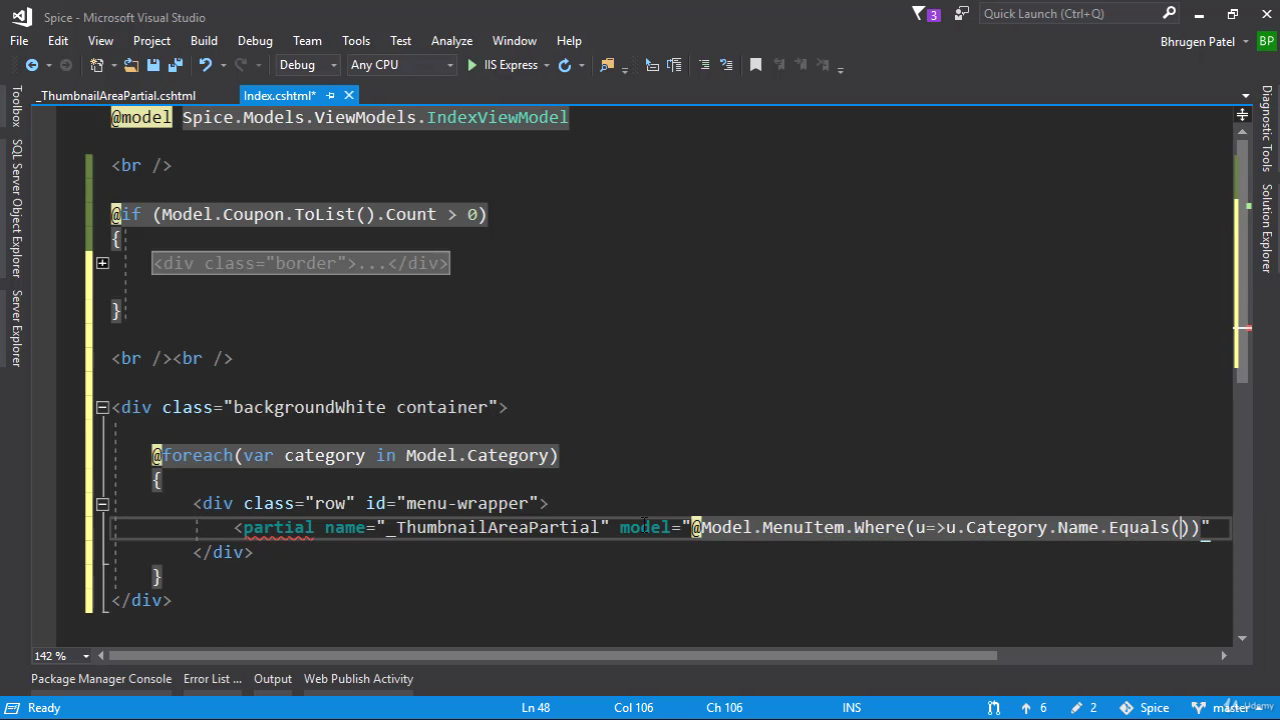 Spice - Microsoft Visual Studio
3
Quick Launch (Ctrl+Q)
File Edit View Project Build Debug Team Tools Test Analyze Window Help
Bhrugen Patel
BP
Debug
Any CPU
IIS Express
_ThumbnailAreaPartial.cshtml
Index.cshtml*
Toolbox
SQL Server Object Explorer
Server Explorer
Diagnostic Tools
Solution Explorer
@model Spice.Models.ViewModels.IndexViewModel
<br />
@if (Model.Coupon.ToList().Count > 0)
{
<div class="border">...</div>
}
<br /><br />
<div class="backgroundWhite container">
@foreach(var category in Model.Category)
{
<div class="row" id="menu-wrapper">
<partial name="_ThumbnailAreaPartial" model="@Model.MenuItem.Where(u=>u.Category.Name.Equals())"
</div>
}
</div>
142 %
Package Manager Console
Error List ...
Output
Web Publish Activity
Ready
Ln 48
Col 106
Ch 106
INS
6
2
Spice
master
Udemy